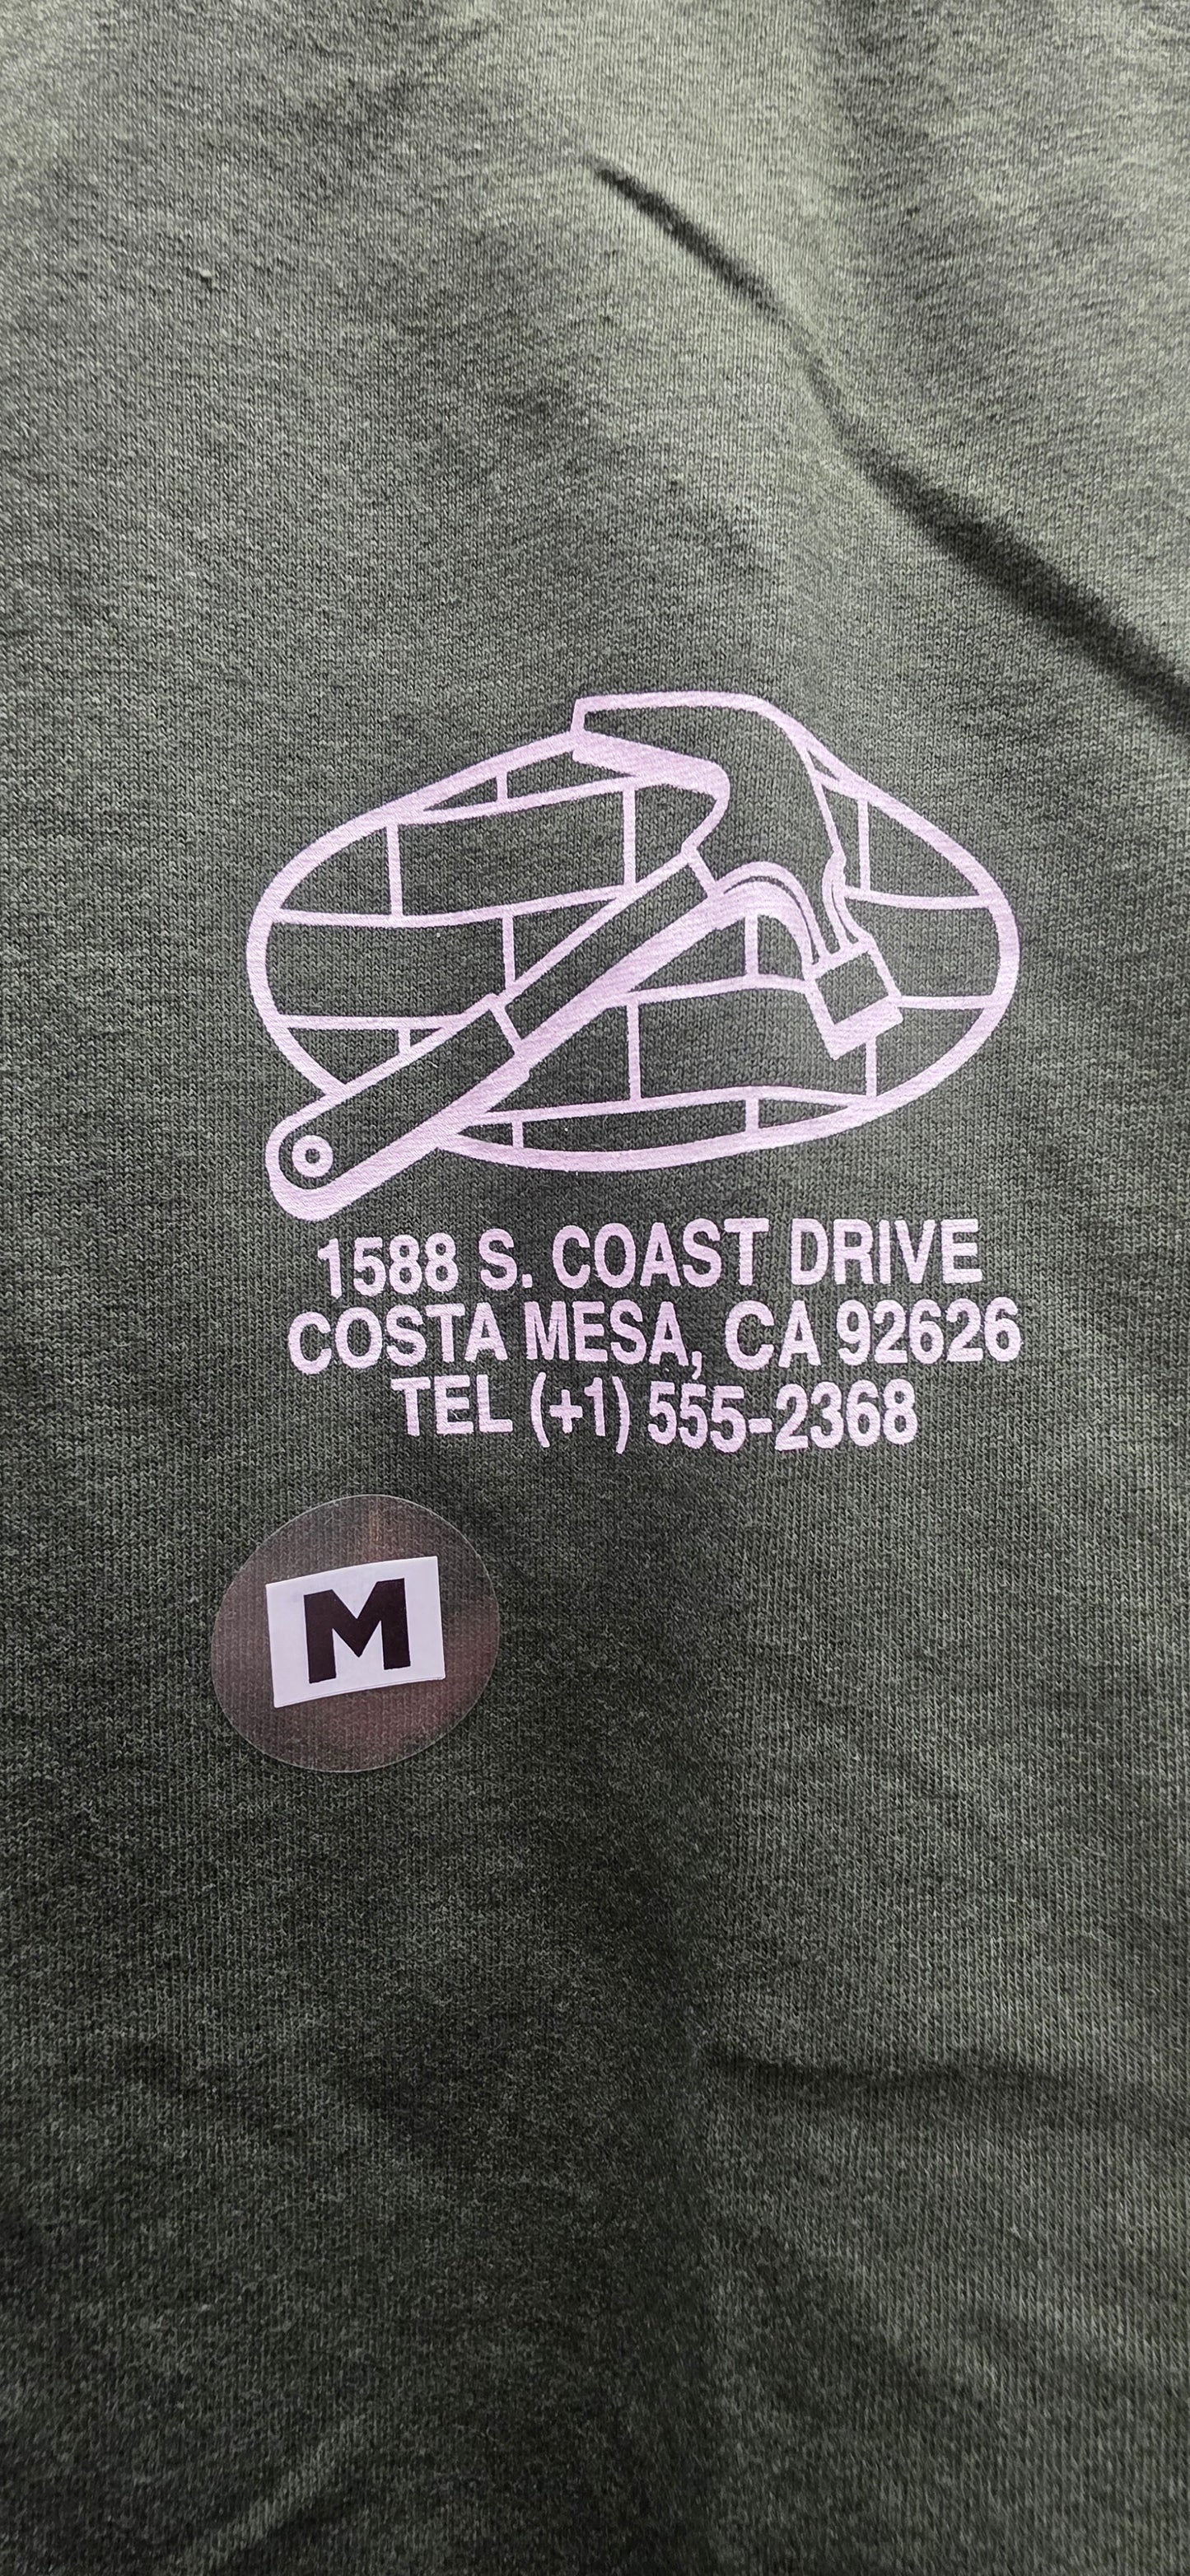 1588 S. COAST DRIVE
COSTA MESA, CA 92626
TEL (+1) 555-2368
M